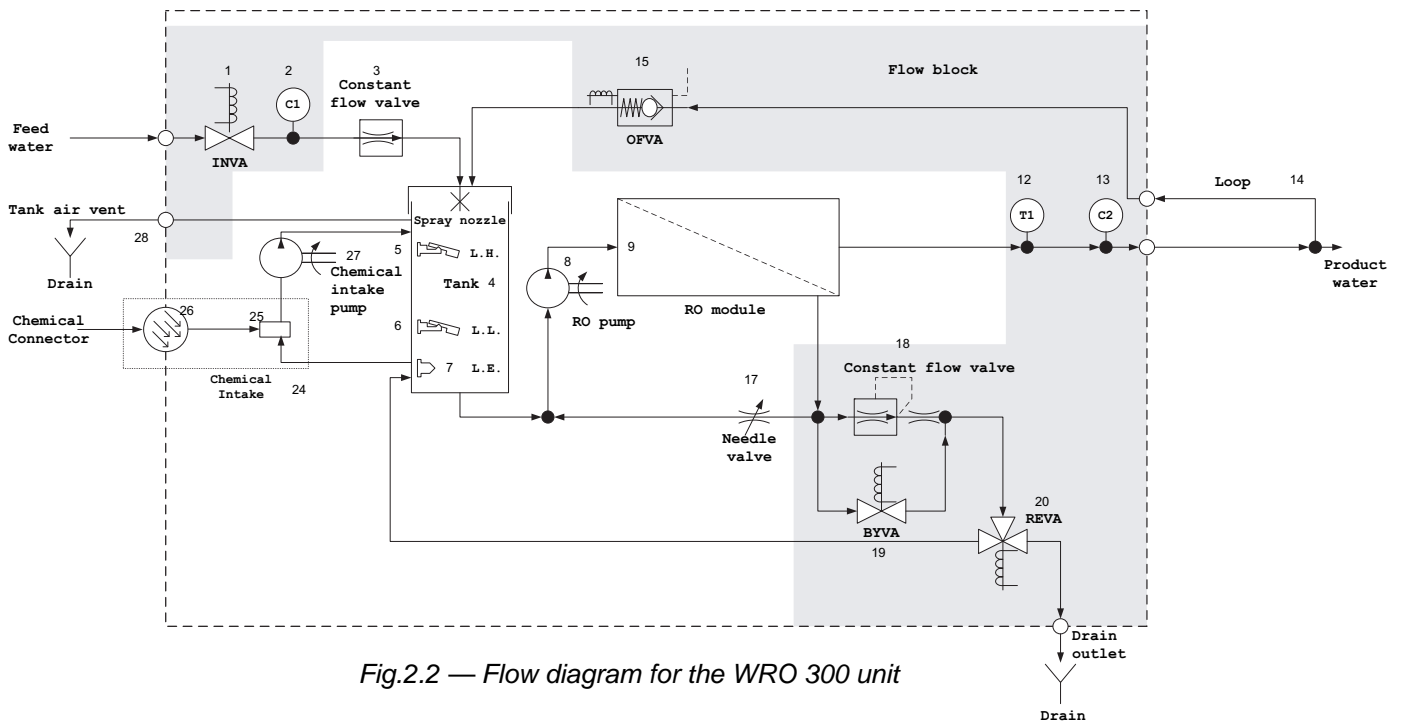 1
2
3
Constant
flow valve
15
Flow block
C1
Feed
water
INVA
OFVA
12
13
Loop
14
Tank air vent
Spray nozzle
T1
C2
28
5
L.H.
27
Chemical
intake
pump
Tank 4
8
9
Product
water
Drain
26
25
Chemical
Connector
6
L.L.
RO pump
RO module
18
7
L.E.
Constant flow valve
Chemical
Intake
24
17
Needle
valve
20
REVA
BYVA
19
Drain
outlet
Fig.2.2 — Flow diagram for the WRO 300 unit
Drain